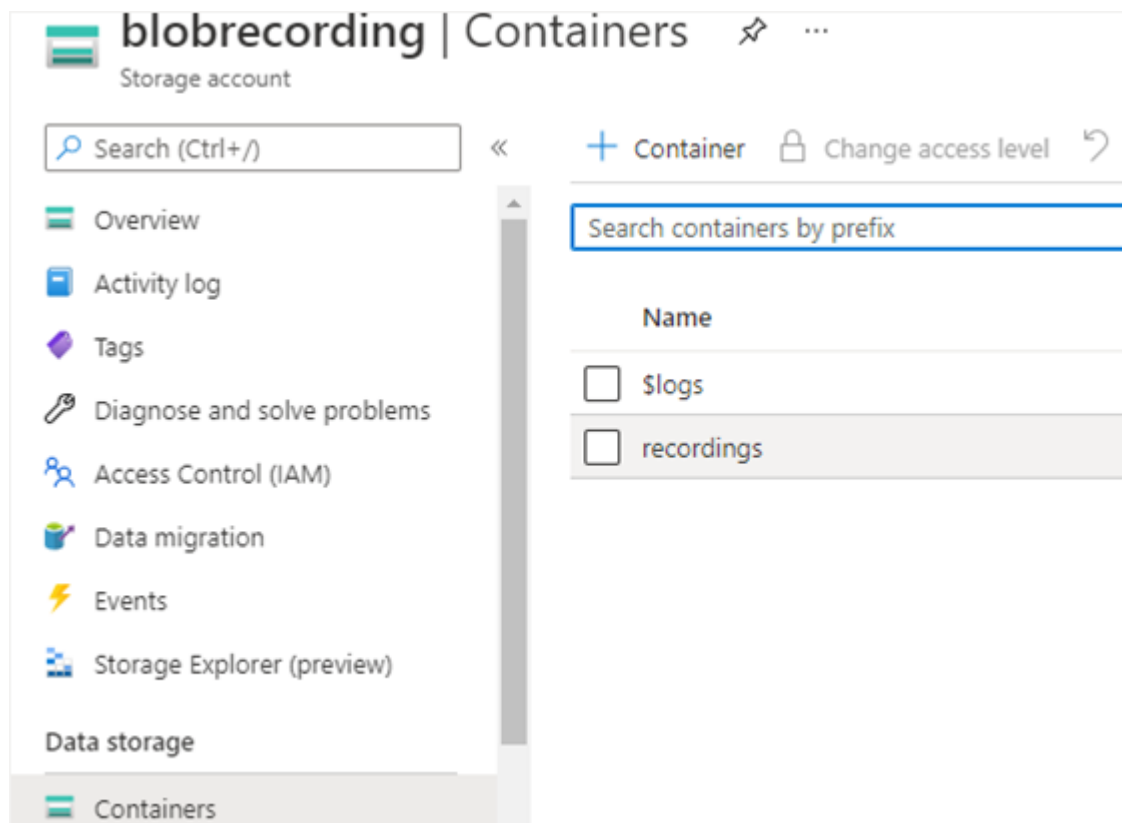 blobrecording | Containers ...
Storage account
Search (Ctrl+/)
«
Overview
Activity log
Tags
Diagnose and solve problems
Access Control (IAM)
Data migration
Events
Storage Explorer (preview)
Data storage
Containers
+ Container Change access level
Search containers by prefix
Name
$logs
recordings